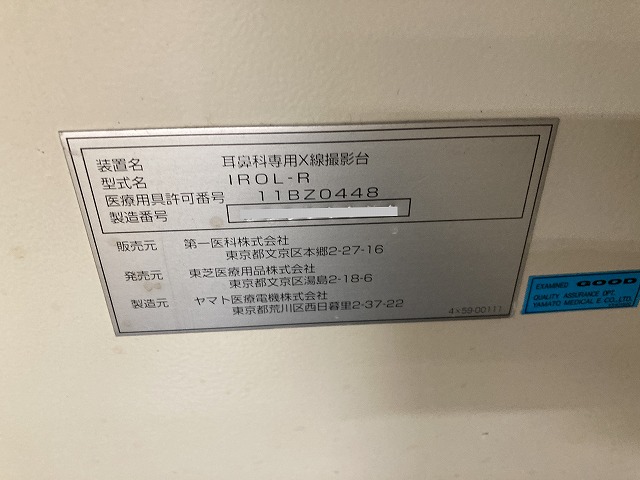 装置名 耳鼻科専用X線撮影台
型式名 IROL-R
医療用具許可番号 11BZ0448
製造番号
販売元 第一医科株式会社
東京都文京区本郷2-27-16
発売元 東芝医療用品株式会社
東京都文京区湯島2-18-6
製造元 ヤマト医療電機株式会社
東京都荒川区西日暮里2-37-22
4×59-00111
EXAMINED GOOD
QUALITY ASSURANCE DPT.
YAMATO MEDICAL E CO.,LTD.